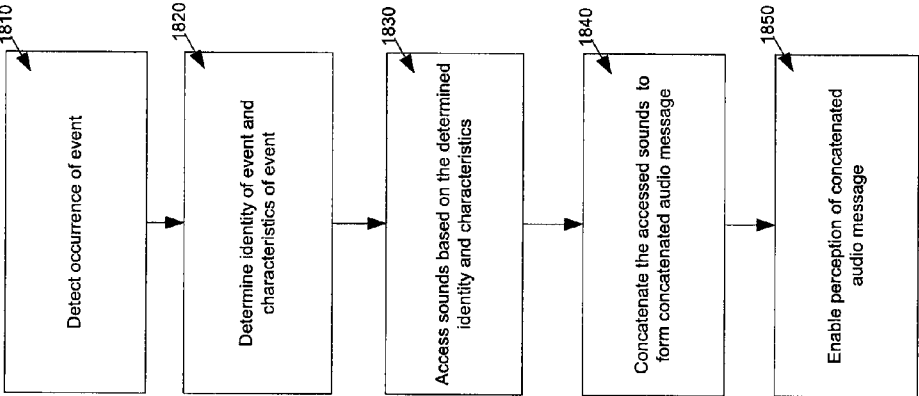 1810
Detect occurrence of event
1820
Determine identity of event and
characteristics of event
1830
Access sounds based on the determined
identity and characteristics
1840
Concatenate the accessed sounds to
form concatenated audio message
1850
Enable perception of concatenated
audio message